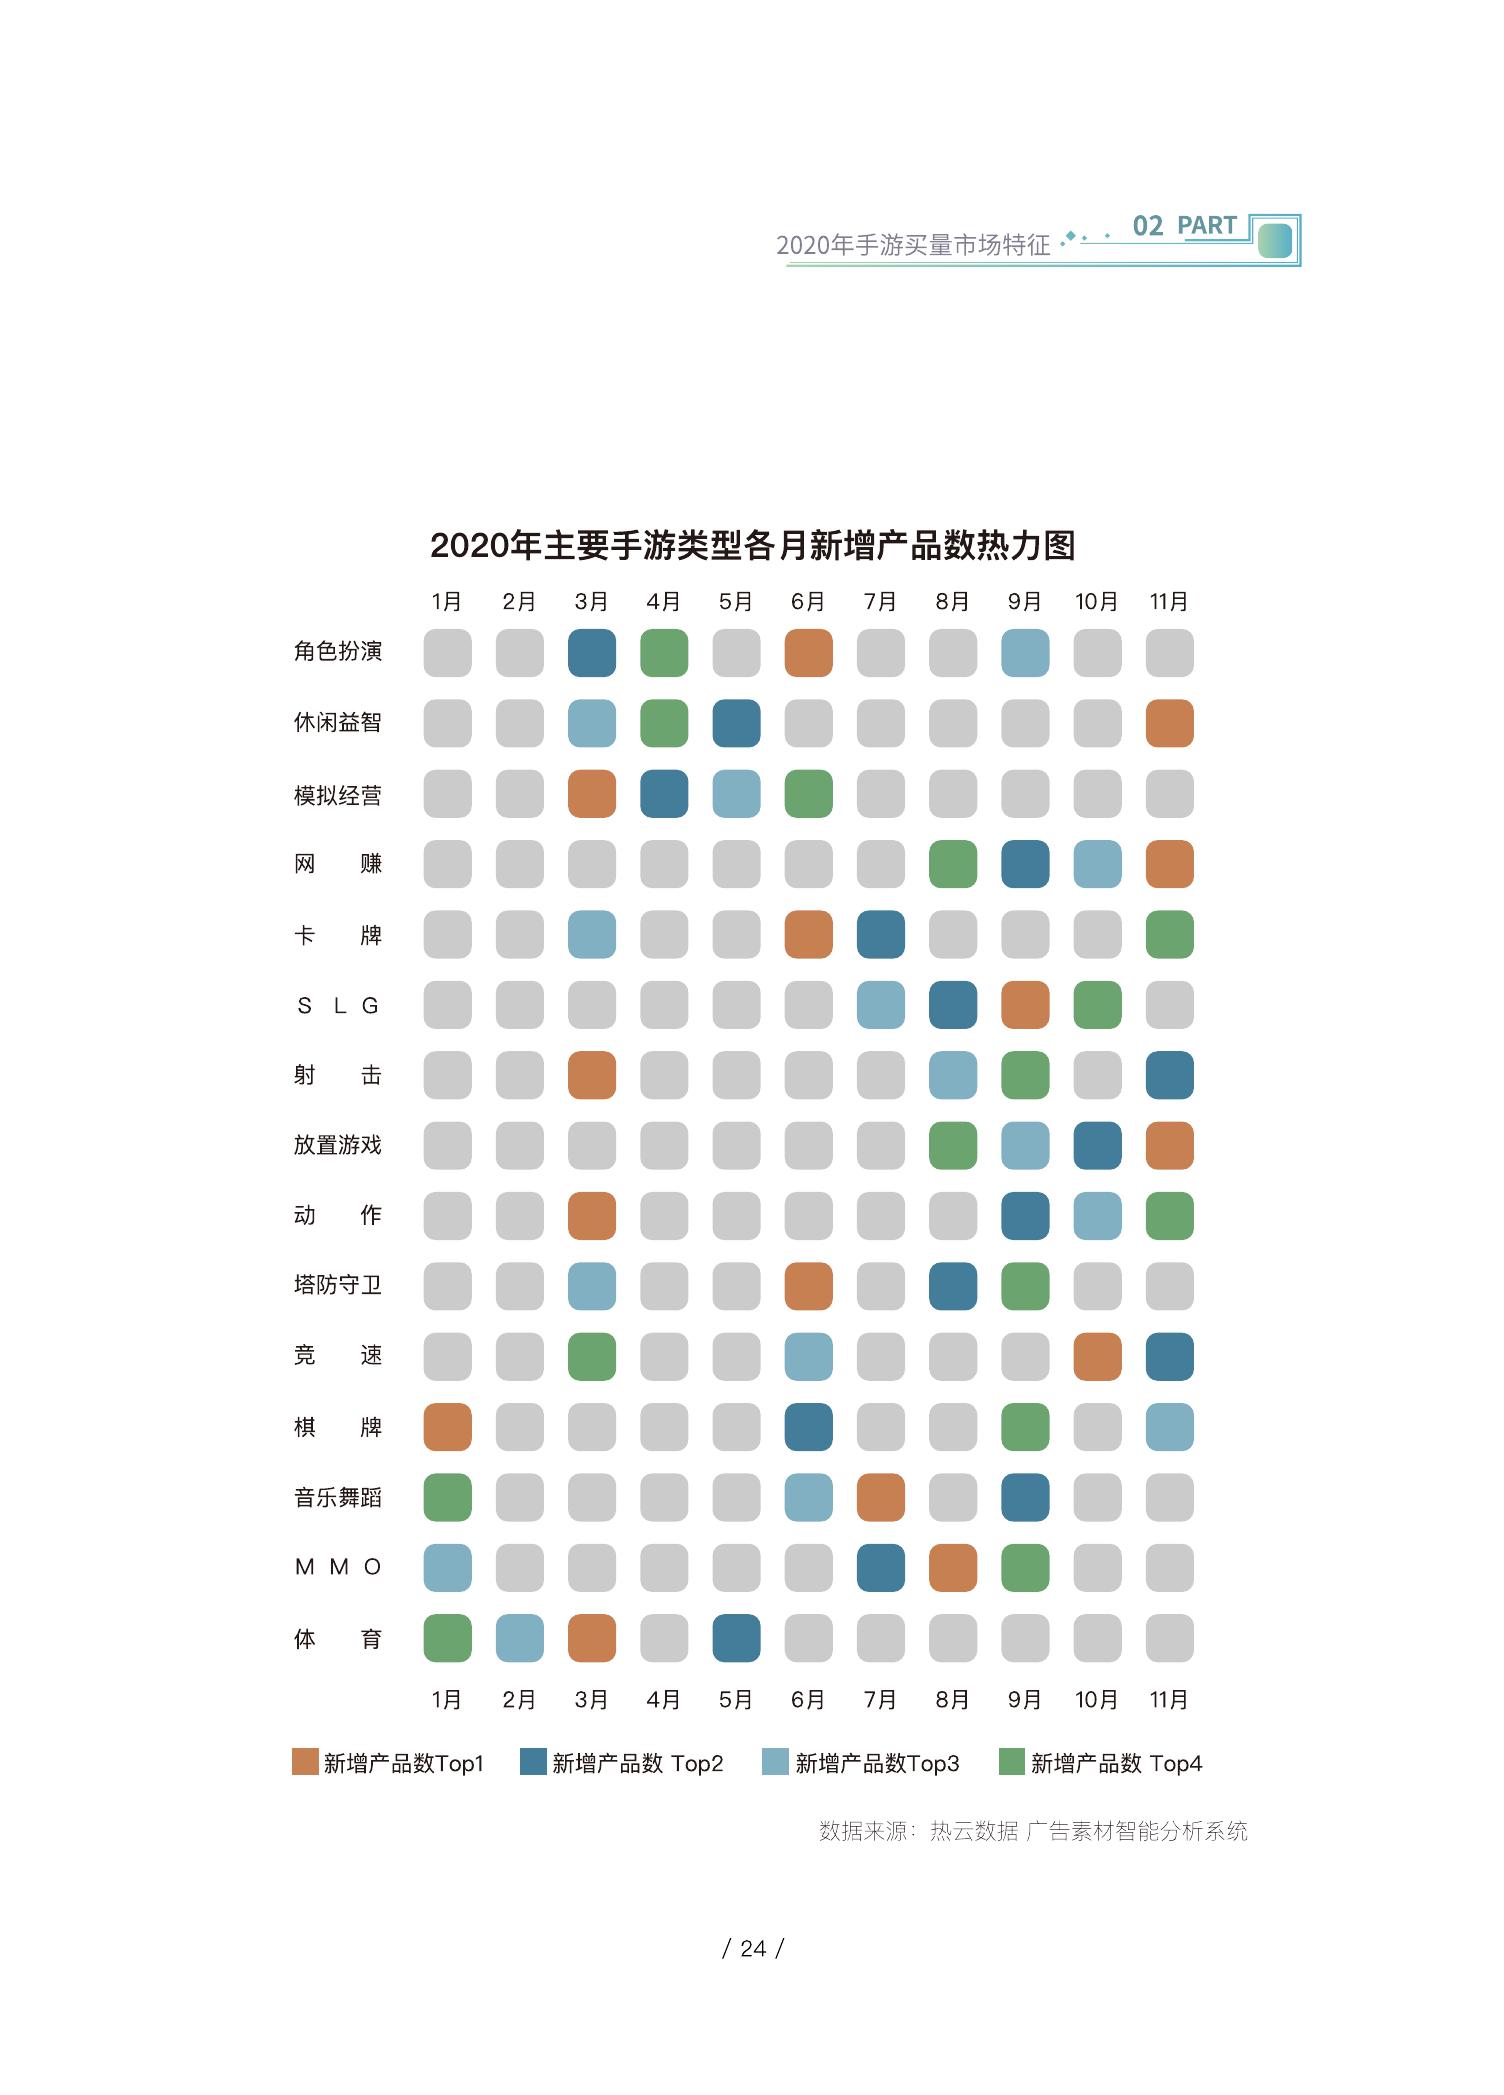 2020年手游买量市场特征 02 PART
2020年主要手游类型各月新增产品数热力图
1月 2月 3月 4月 5月 6月 7月 8月 9月 10月 11月
角色扮演
休闲益智
模拟经营
网 赚
卡 牌
S L G
射 击
放置游戏
动 作
塔防守卫
竞 速
棋 牌
音乐舞蹈
M M O
体 育
1月 2月 3月 4月 5月 6月 7月 8月 9月 10月 11月
新增产品数Top1 新增产品数 Top2 新增产品数Top3 新增产品数 Top4
数据来源：热云数据 广告素材智能分析系统
/ 24 /